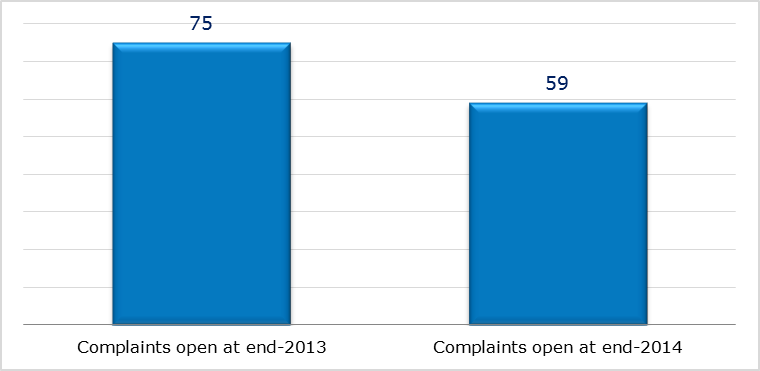 75
59
Complaints open at end-2013
Complaints open at end-2014